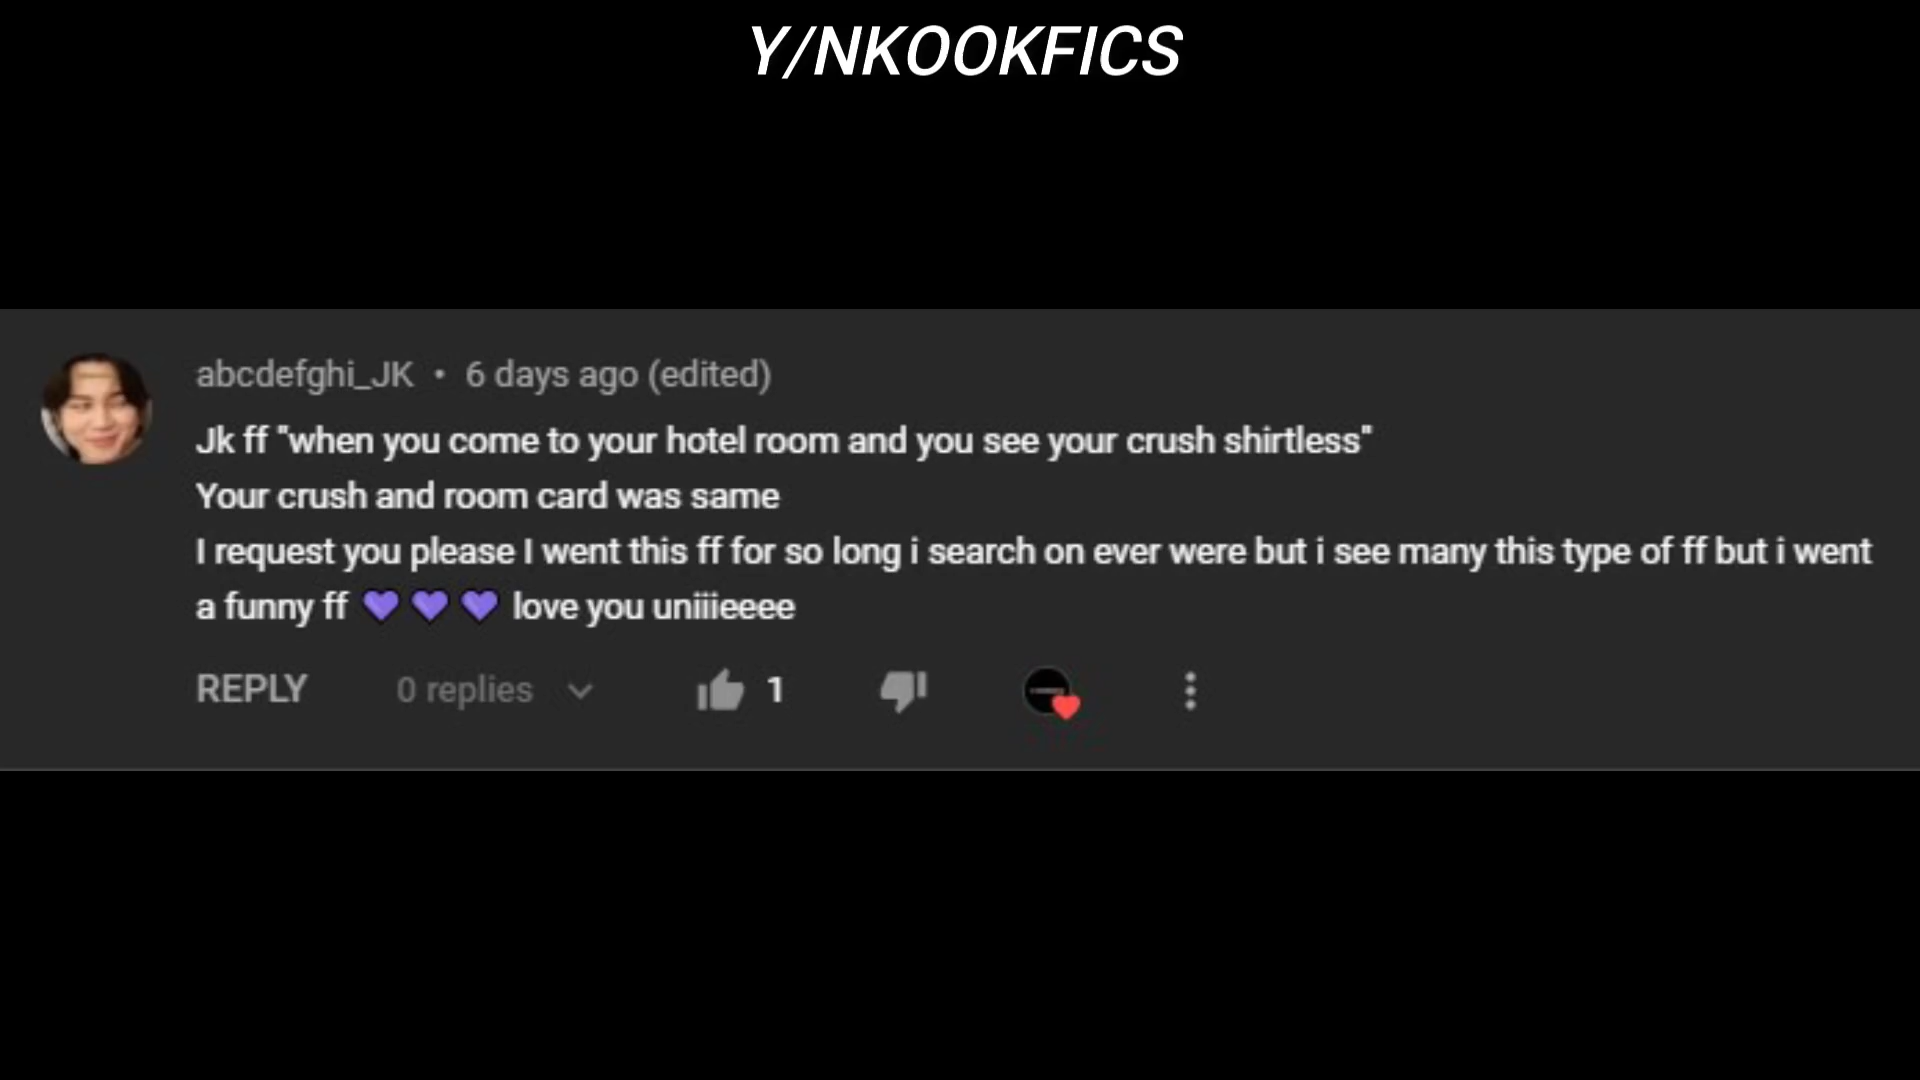 Y/NKOOKFICS
abcdefghi_JK • 6 days ago (edited)
Jk ff "when you come to your hotel room and you see your crush shirtless"
Your crush and room card was same
I request you please I went this ff for so long i search on ever were but i see many this type of ff but i went
a funny ff 💜 💜 💜 love you uniiieeee
REPLY 0 replies 1